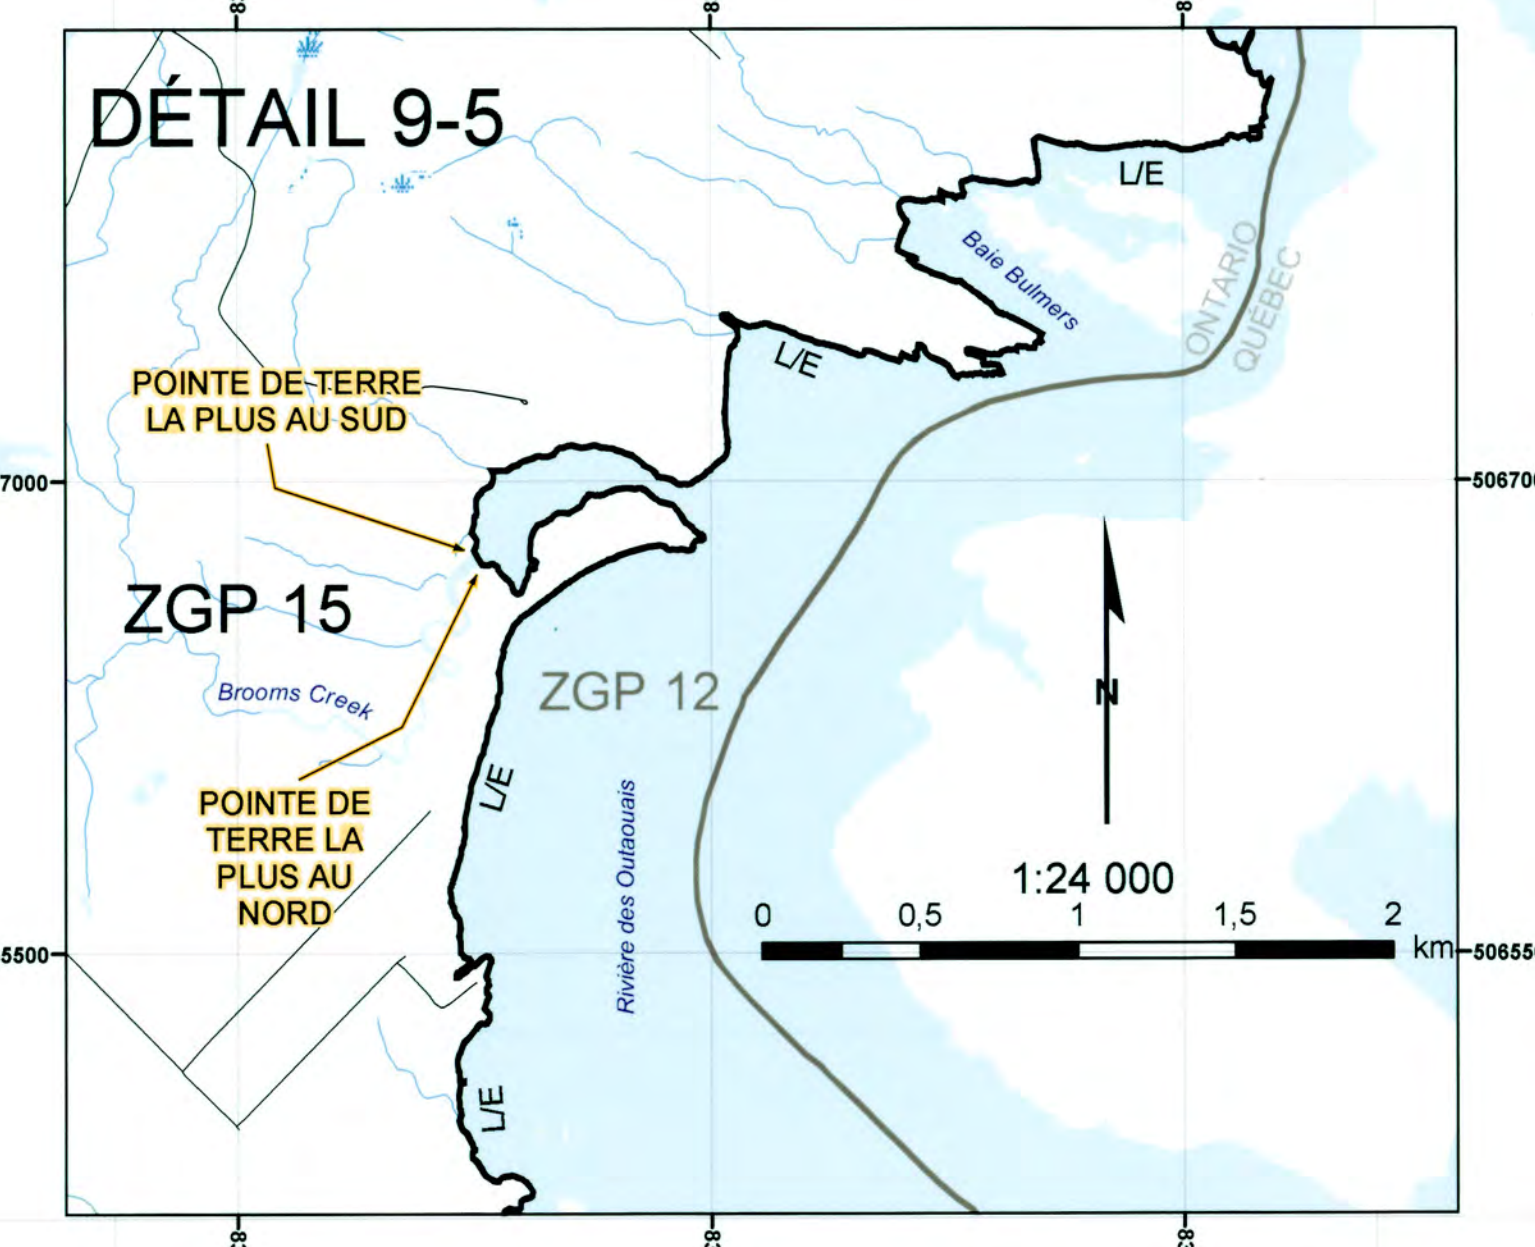 DÉTAIL 9-5
L/E
Baie Bulmers
ONTARIO
QUÉBEC
L/E
POINTE DE TERRE
LA PLUS AU SUD
7000
506700
ZGP 15
ZGP 12
N
Brooms Creek
L/E
Rivière des Outaouais
POINTE DE
TERRE LA
PLUS AU
NORD
1:24 000
0 0,5 1 1,5 2
km
5500
50655
L/E